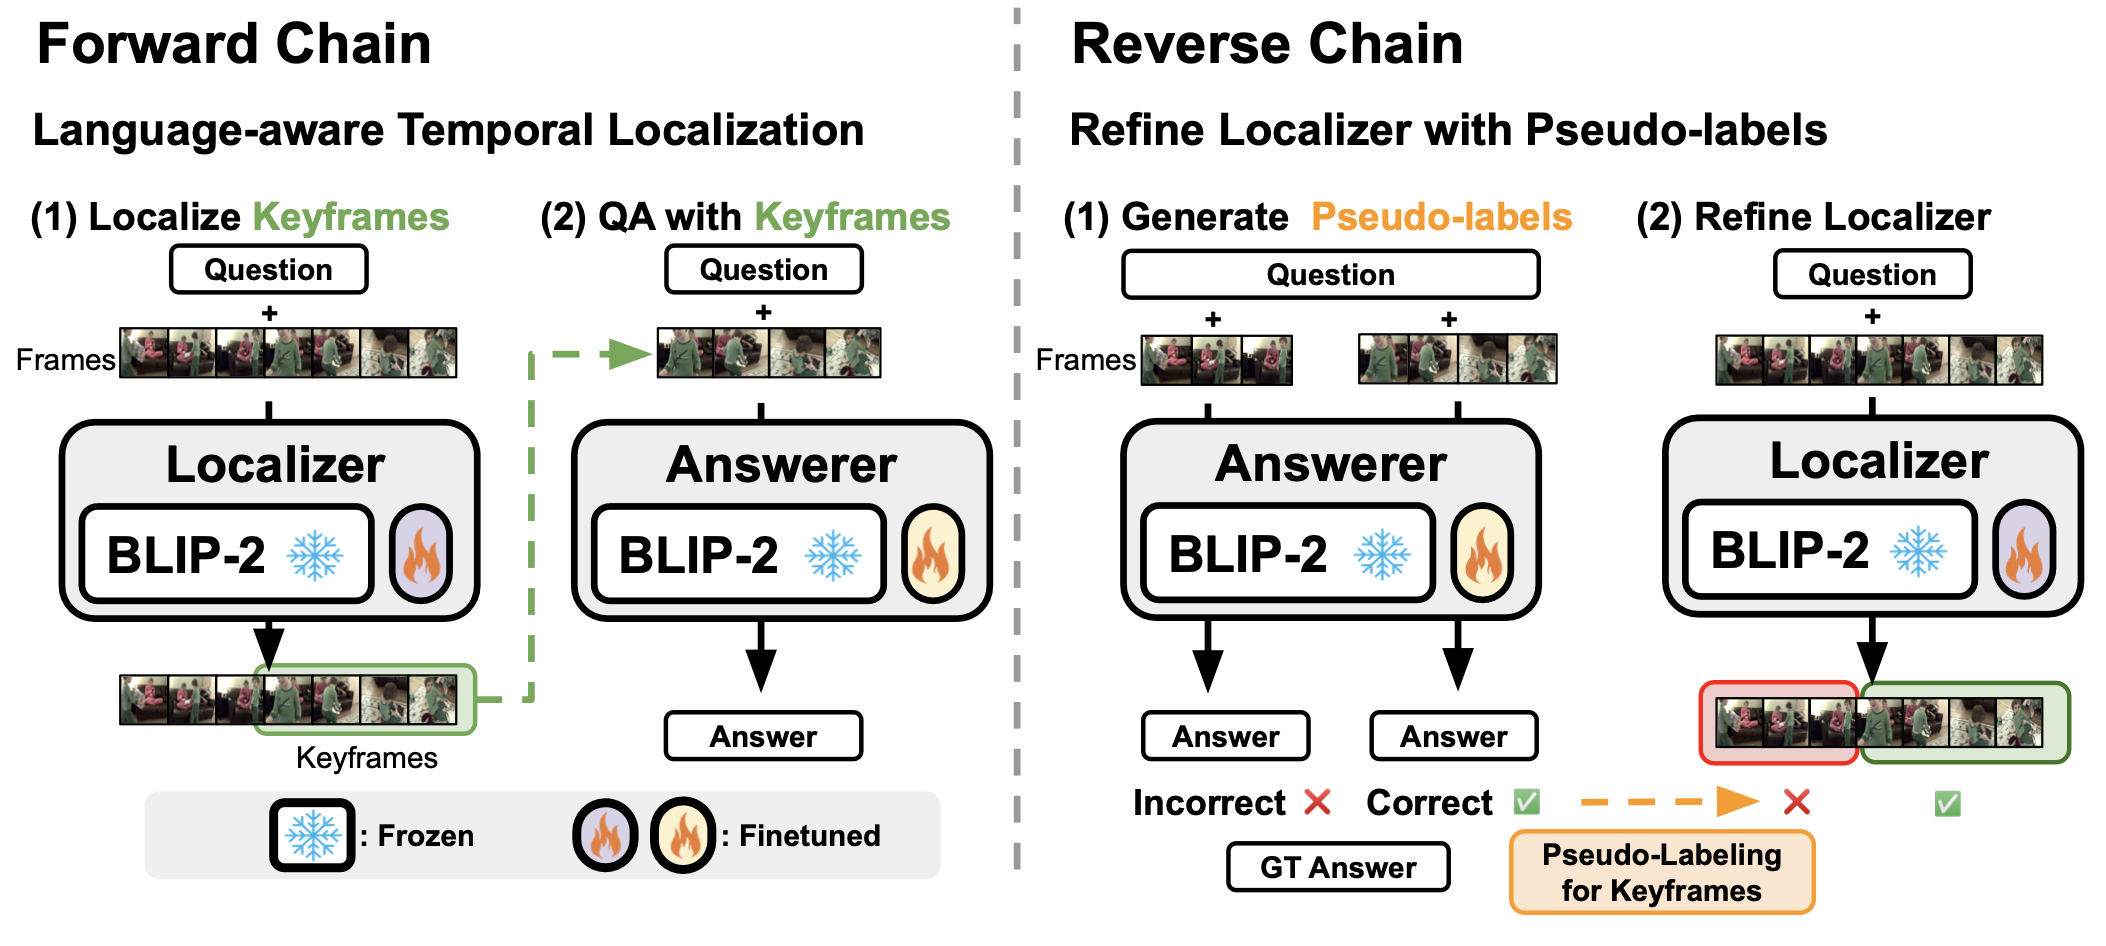 Forward Chain
Language-aware Temporal Localization
(1) Localize Keyframes
Question
+
Frames
Localizer
BLIP-2
Keyframes
(2) QA with Keyframes
Question
+
Answerer
BLIP-2
Answer
: Frozen
: Finetuned
Reverse Chain
Refine Localizer with Pseudo-labels
(1) Generate Pseudo-labels
Question
+ +
Frames
Answerer
BLIP-2
Answer Answer
Incorrect Correct
GT Answer
(2) Refine Localizer
Question
+
Localizer
BLIP-2
Pseudo-Labeling
for Keyframes